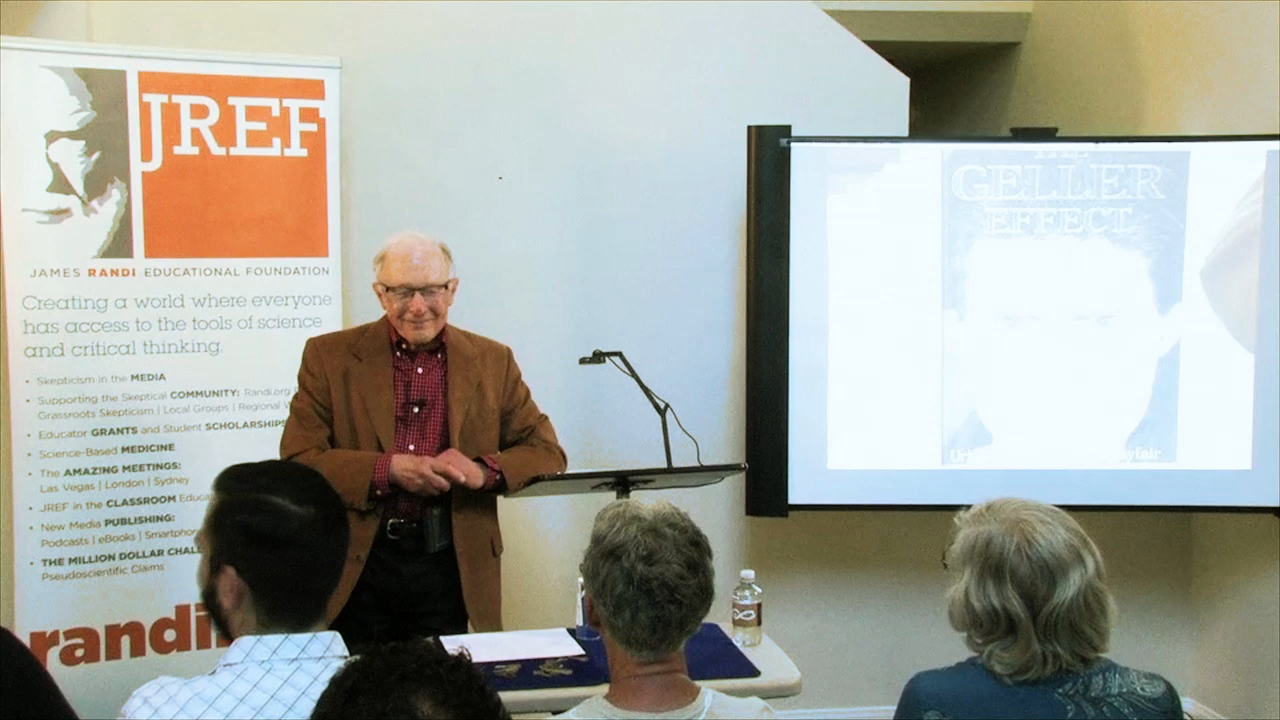 JREF
JAMES RANDI EDUCATIONAL FOUNDATION
Creating a world where everyone
has access to the tools of science
and critical thinking.
• Skepticism in the MEDIA
• Supporting the Skeptical COMMUNITY: Randi.org
Grassroots Skepticism | Local Groups | Regional
• Educator GRANTS and Student SCHOLARSHIPS
• Science-Based MEDICINE
• The AMAZING MEETINGS:
Las Vegas | London | Sydney
• JREF in the CLASSROOM
• New Media PUBLISHING:
Podcasts | eBooks |
• THE MILLION DOLLAR
Pseudoscientific Claims
randi
THE
GELLER
EFFECT